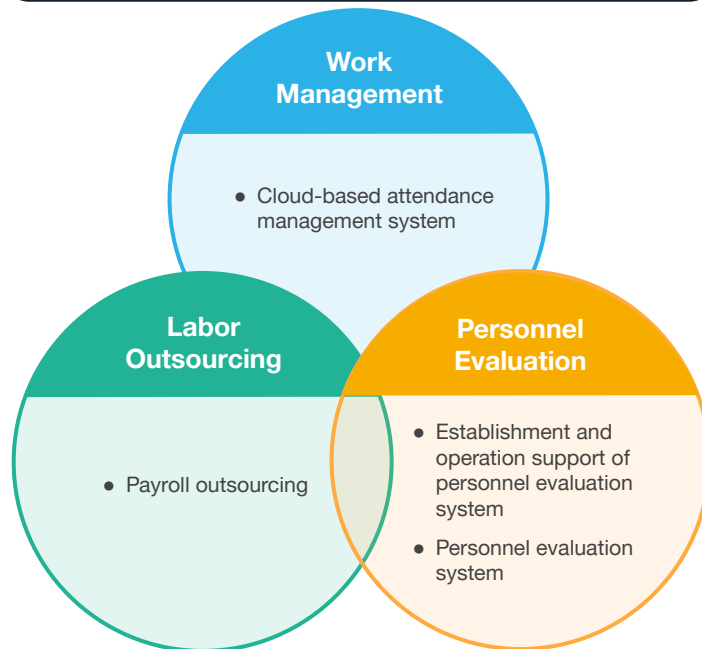 Work
Management
● Cloud-based attendance
management system
Labor
Outsourcing
● Payroll outsourcing
Personnel
Evaluation
● Establishment and
operation support of
personnel evaluation
system
● Personnel evaluation
system